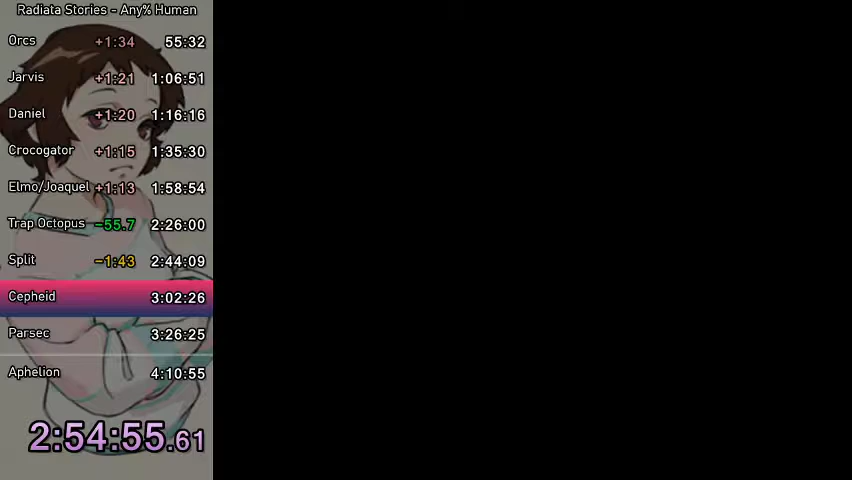 Radiata Stories - Any% Human
Orcs +1:34 55:32
Jarvis +1:21 1:06:51
Daniel +1:20 1:16:16
Crocogator +1:15 1:35:30
Elmo/Joaquel +1:13 1:58:54
Trap Octopus -55.7 2:26:00
Split -1:43 2:44:09
Cepheid 3:02:26
Parsec 3:26:25
Aphelion 4:10:55
2:54:55.61